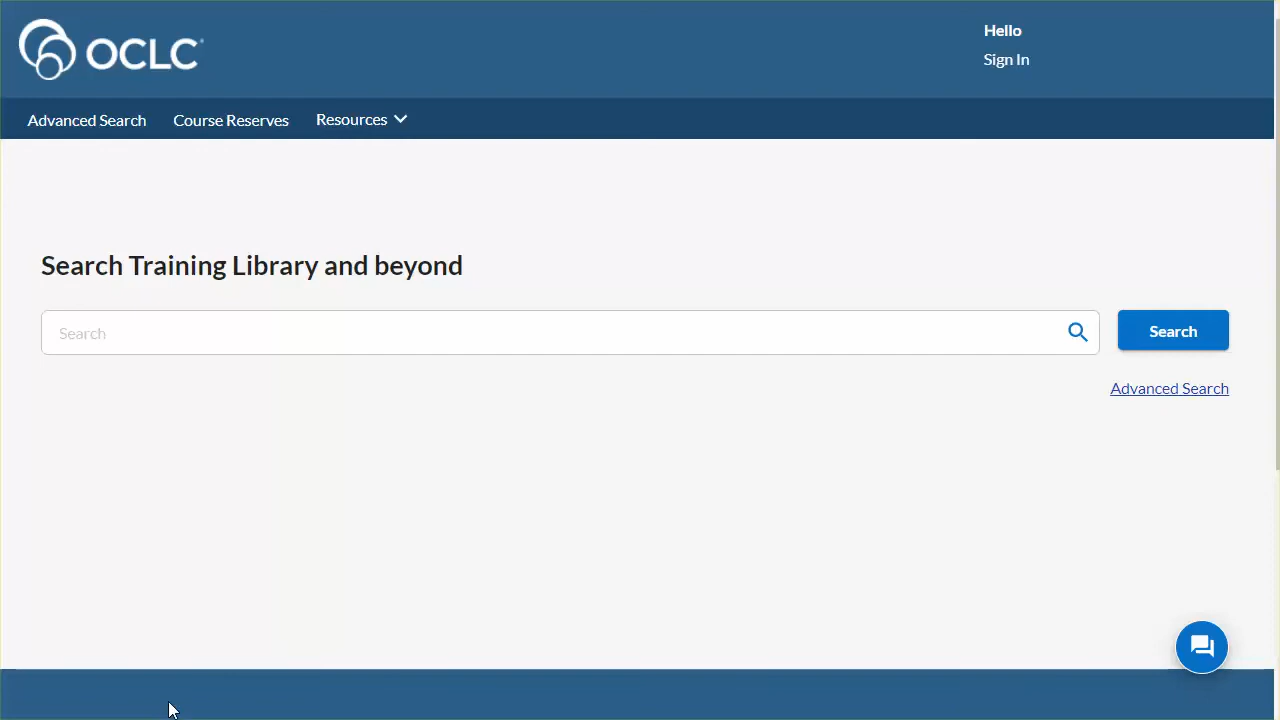 OCLC
Hello
Sign In
Advanced Search
Course Reserves
Resources
Search Training Library and beyond
Search
Search
Advanced Search